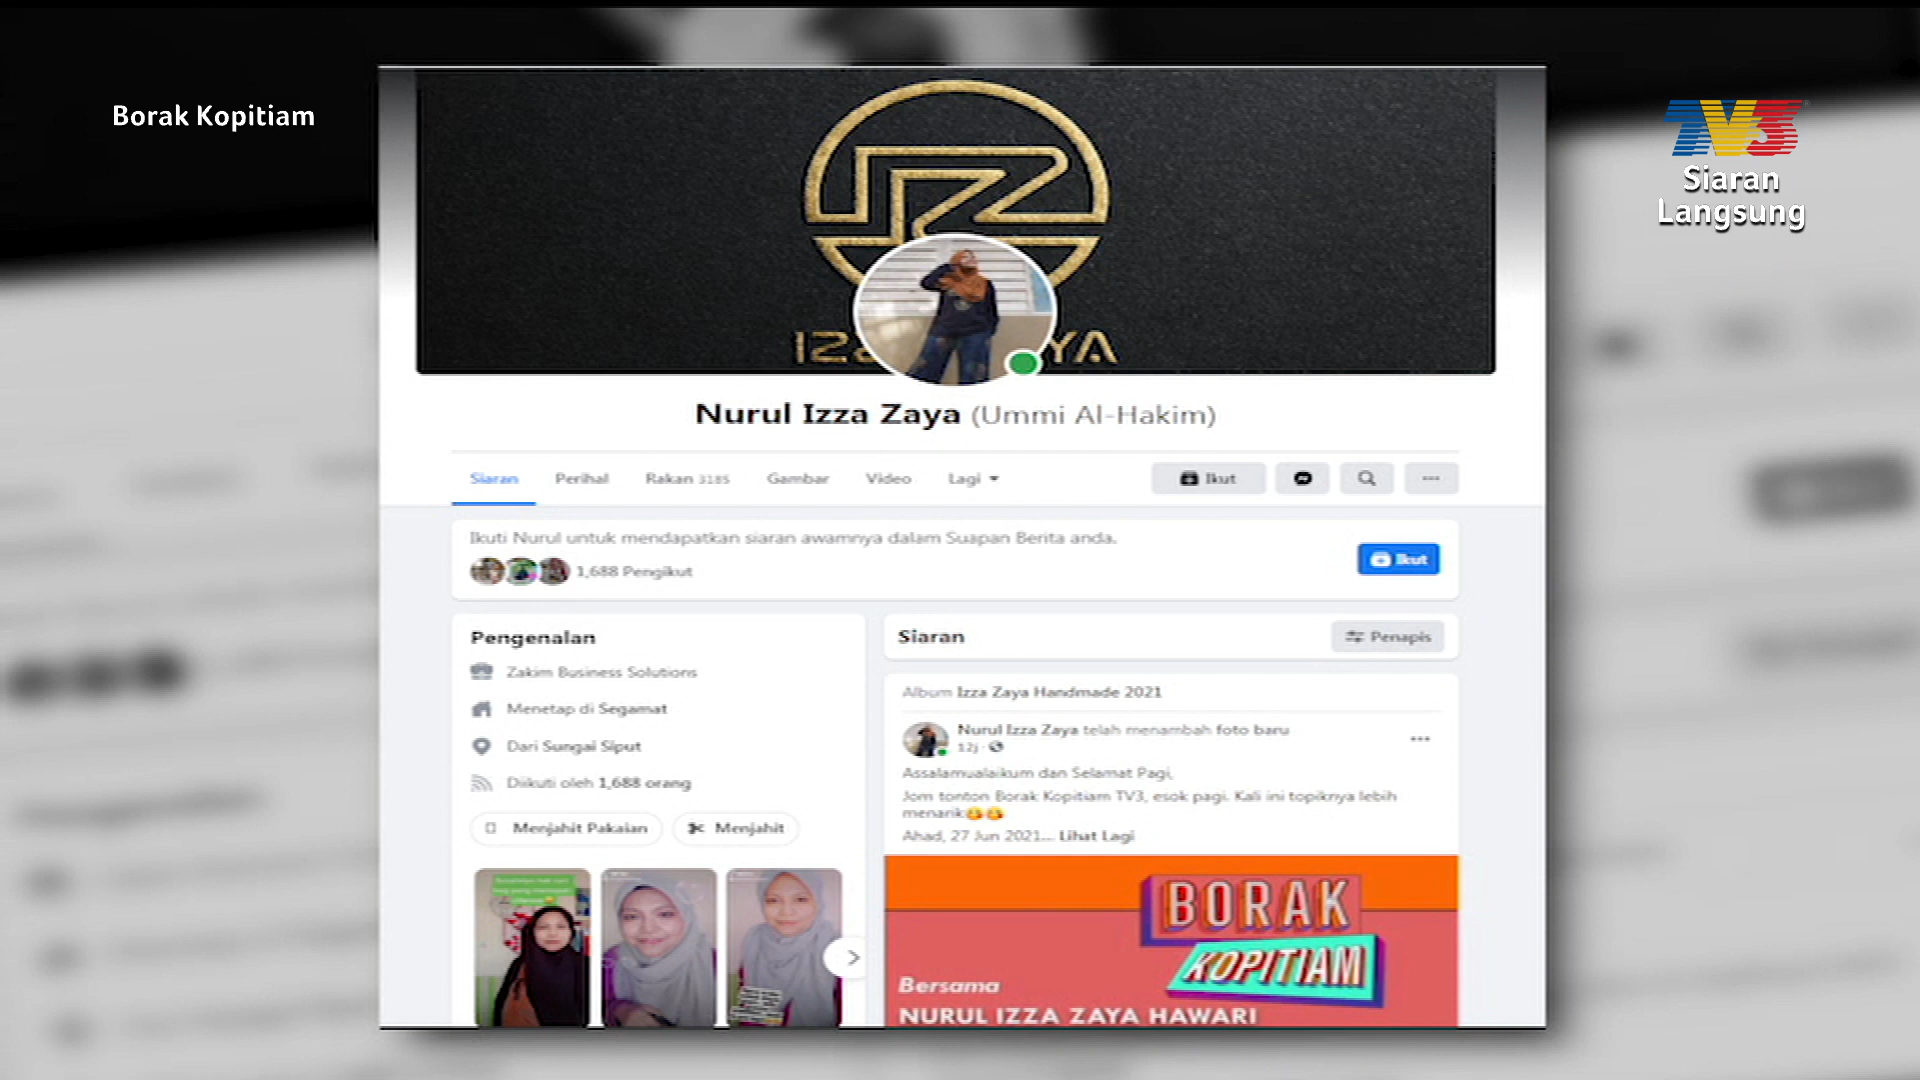 Borak Kopitiam
TV3
Siaran
Langsung
Nurul Izza Zaya (Ummi Al-Hakim)
Siaran
Perihal
Rakan 3185
Gambar
Video
Lagi
Ikut
Ikuti Nurul untuk mendapatkan siaran awamnya dalam Suapan Berita anda.
1,688 Pengikut
Ikut
Pengenalan
Zakim Business Solutions
Menetap di Segamat
Dari Sungai Siput
Diikuti oleh 1,688 orang
Menjahit Pakaian
Menjahit
Siaran
Penapis
Album Izza Zaya Handmade 2021
Nurul Izza Zaya telah menambah foto baru
12j
Assalamualaikum dan Selamat Pagi,
Jom tonton Borak Kopitiam TV3, esok pagi. Kali ini topiknya lebih
menarik
Ahad, 27 Jun 2021... Lihat Lagi
BORAK
KOPITIAM
Bersama
NURUL IZZA ZAYA HAWARI